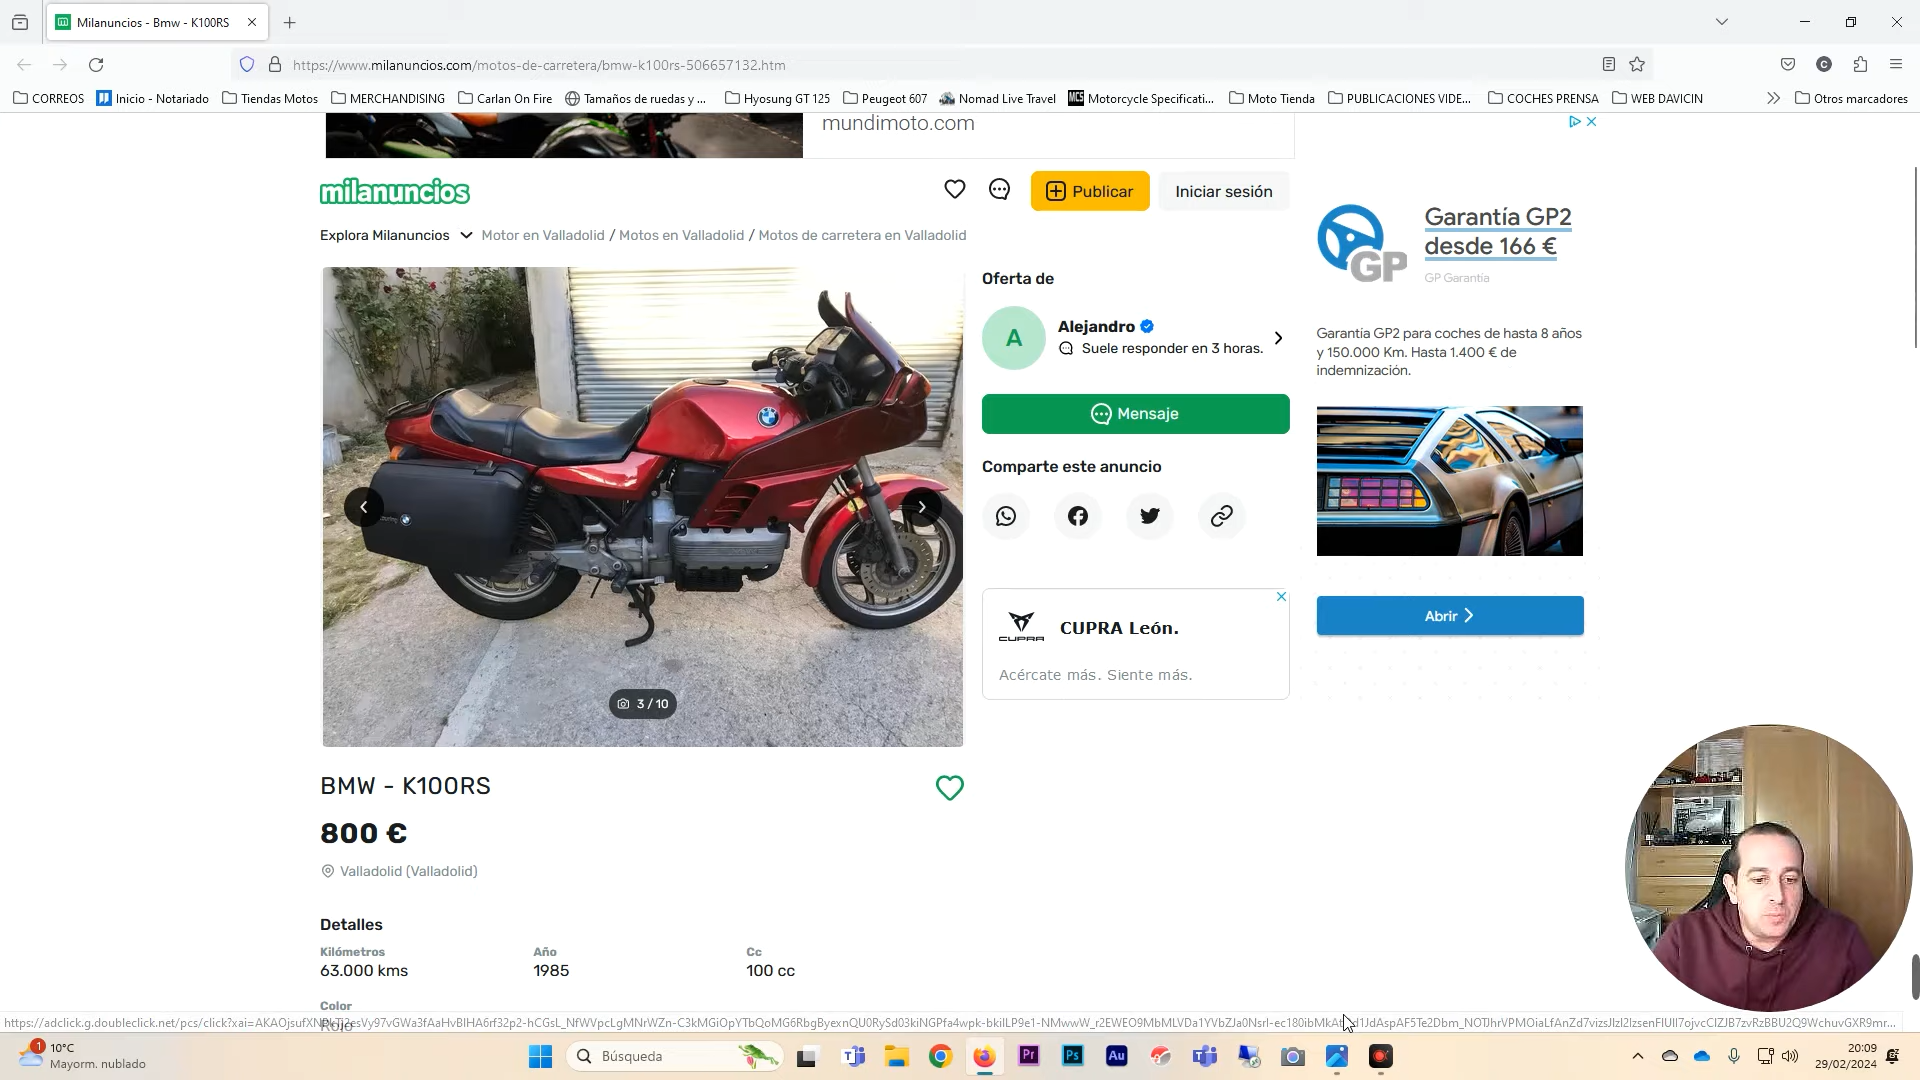 Milanuncios - Bmw - K100RS
https://www.milanuncios.com/motos-de-carretera/bmw-k100rs-506657132.htm
CORREOS
Inicio - Notariado
Tiendas Motos
MERCHANDISING
Carlan On Fire
Tamaños de ruedas y ...
Hyosung GT 125
Peugeot 607
Nomad Live Travel
MCS
Motorcycle Specificati...
Moto Tienda
PUBLICACIONES VIDE...
COCHES PRENSA
WEB DAVICIN
Otros marcadores
mundimoto.com
milanuncios
Publicar
Iniciar sesión
Explora Milanuncios
Motor en Valladolid / Motos en Valladolid / Motos de carretera en Valladolid
Oferta de
A
Alejandro
Suele responder en 3 horas.
Mensaje
Comparte este anuncio
CUPRA
CUPRA León.
Acércate más. Siente más.
GP
Garantía GP2
desde 166 €
GP Garantía
Garantía GP2 para coches de hasta 8 años
y 150.000 Km. Hasta 1.400 € de
indemnización.
Abrir
3 / 10
BMW - K100RS
800 €
Valladolid (Valladolid)
Detalles
Kilómetros
Año
Cc
63.000 kms
1985
100 cc
Color
Rojo
10°C
Mayorm. nublado
1
Búsqueda
Pr
Ps
Au
20:09
29/02/2024